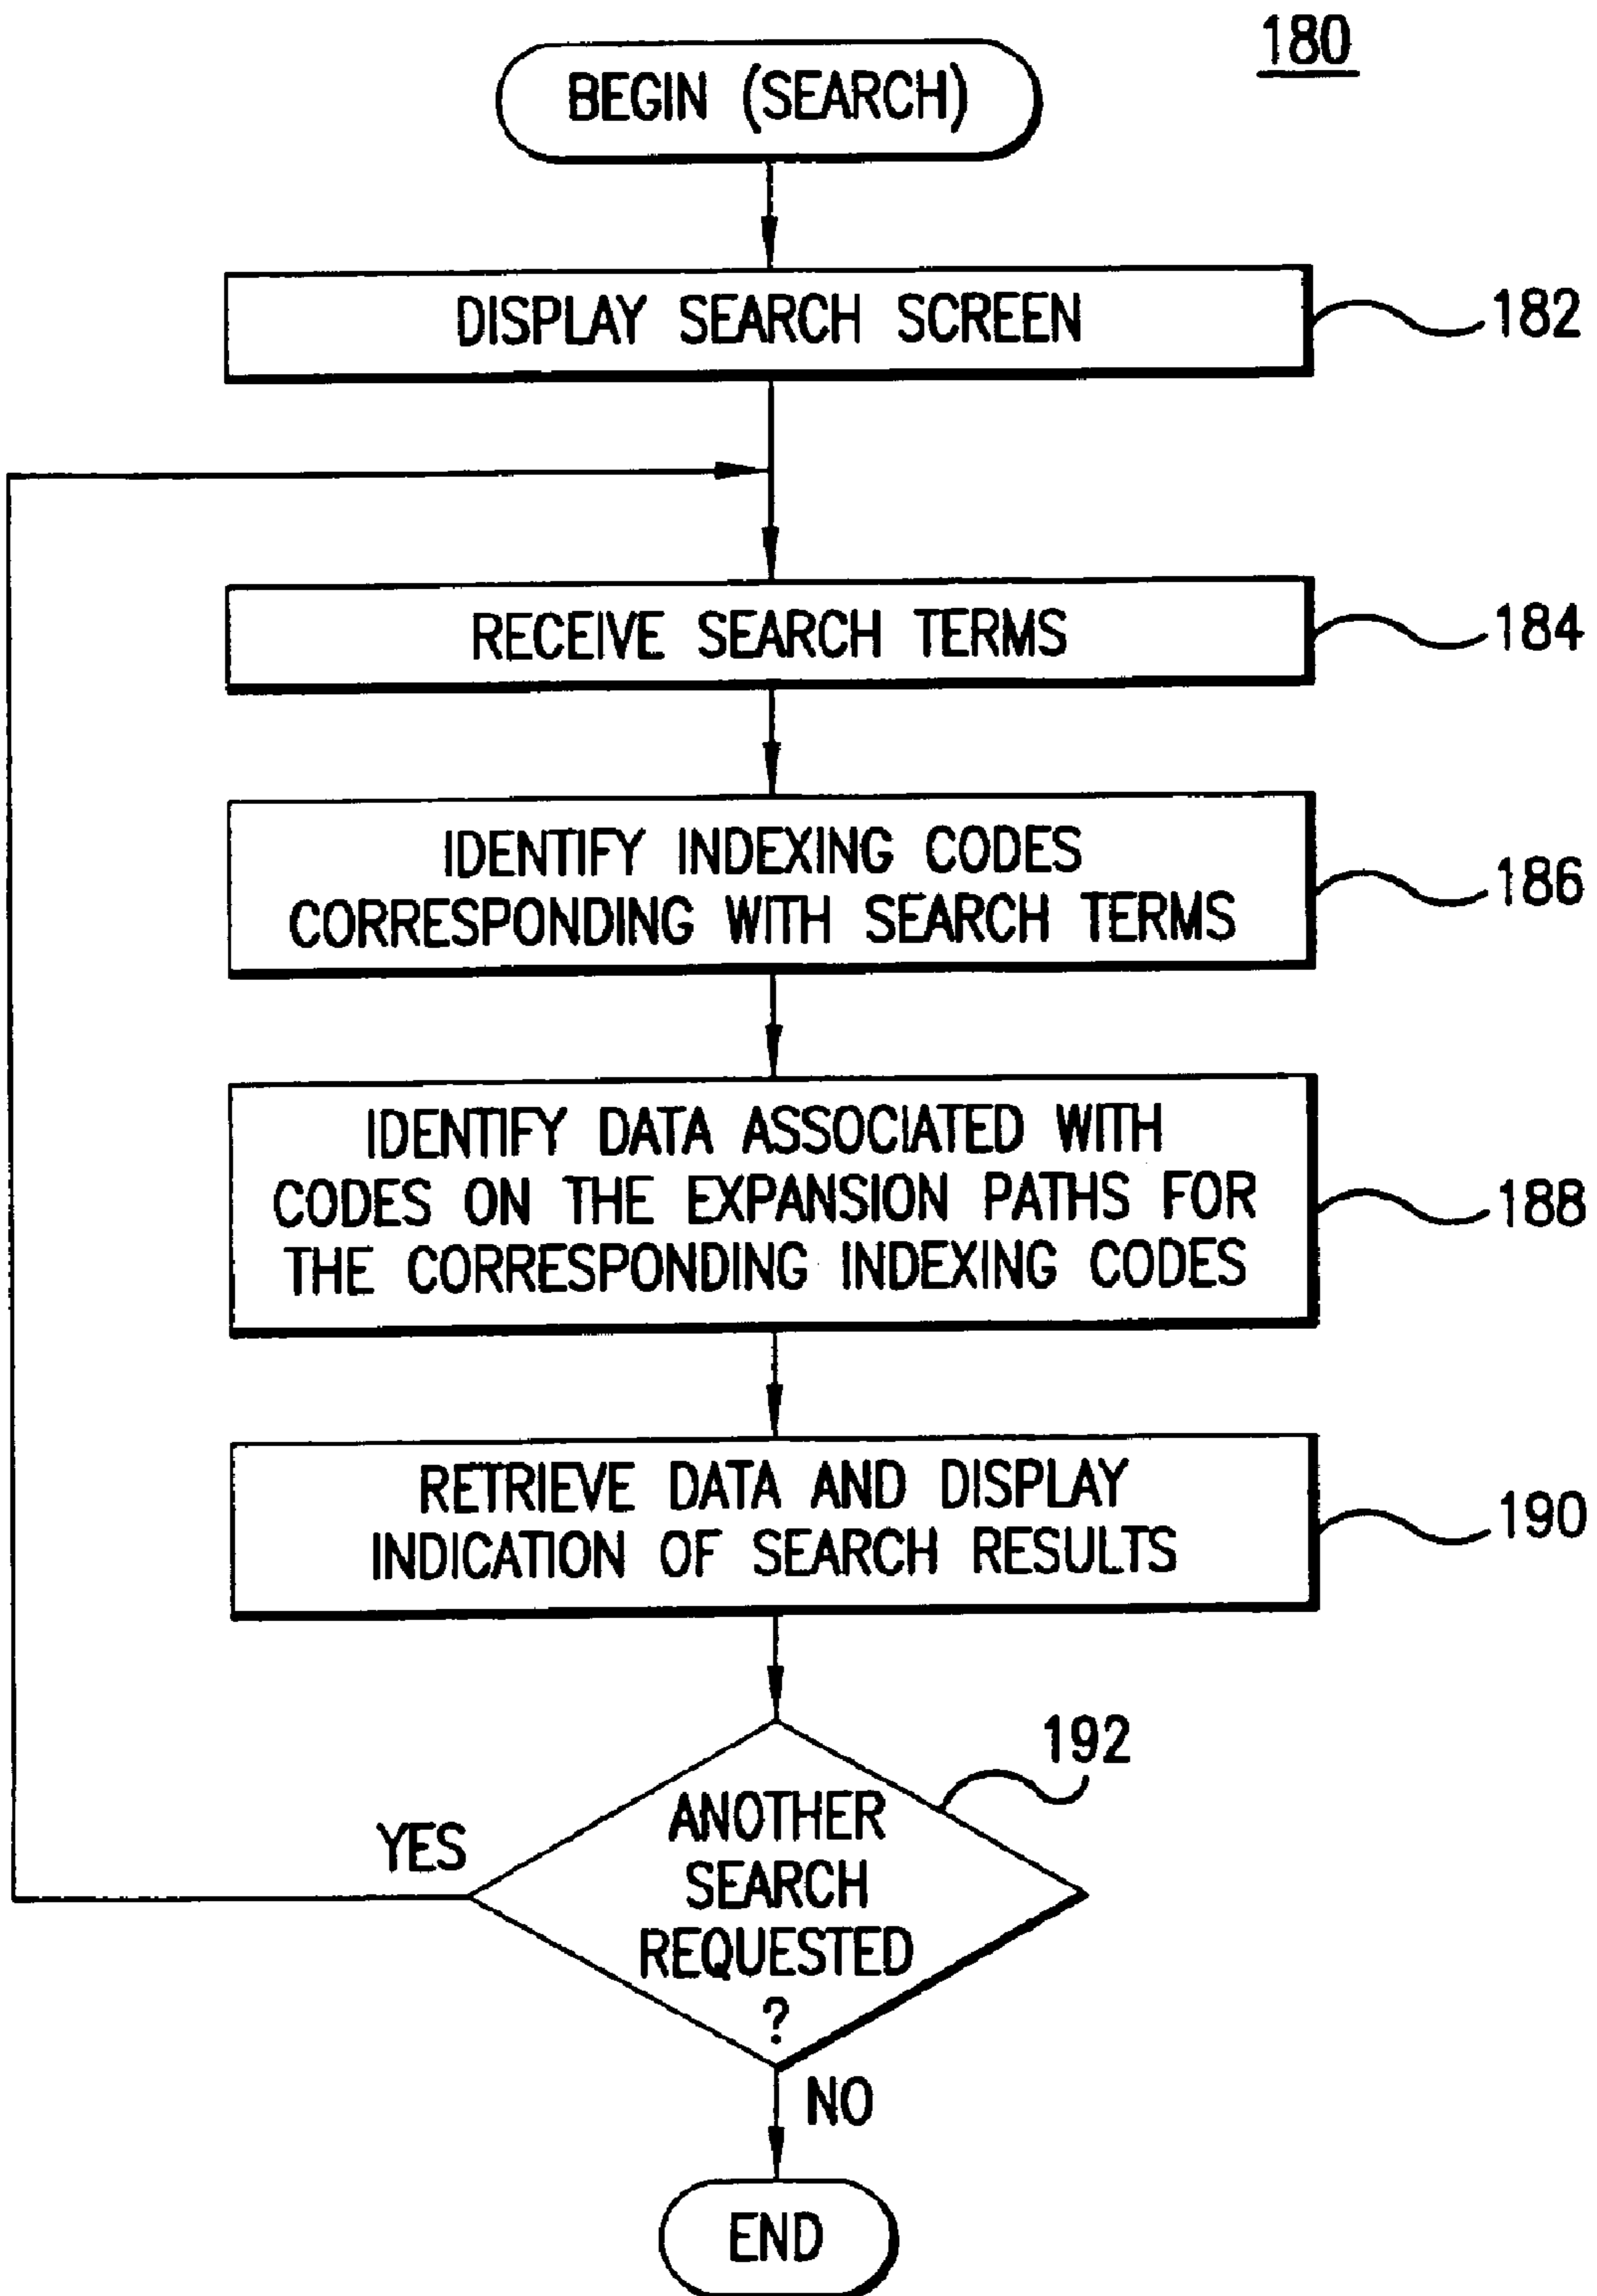 180
BEGIN (SEARCH)
DISPLAY SEARCH SCREEN
182
RECEIVE SEARCH TERMS
184
IDENTIFY INDEXING CODES
CORRESPONDING WITH SEARCH TERMS
186
IDENTIFY DATA ASSOCIATED WITH
CODES ON THE EXPANSION PATHS FOR
THE CORRESPONDING INDEXING CODES
188
RETRIEVE DATA AND DISPLAY
INDICATION OF SEARCH RESULTS
190
192
ANOTHER
SEARCH
REQUESTED
?
YES
NO
END